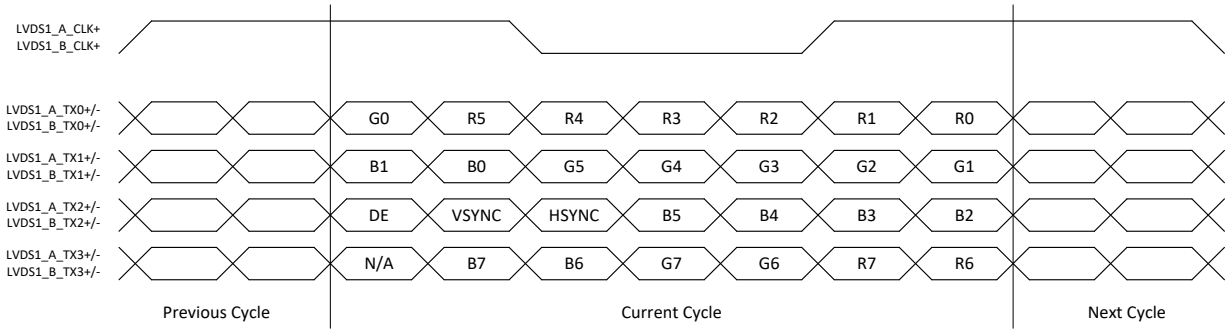 LVDS1_A_CLK+
LVDS1_B_CLK+
LVDS1_A_TX0+/-
LVDS1_B_TX0+/-
G0 R5 R4 R3 R2 R1 R0
LVDS1_A_TX1+/-
LVDS1_B_TX1+/-
B1 B0 G5 G4 G3 G2 G1
LVDS1_A_TX2+/-
LVDS1_B_TX2+/-
DE VSYNC HSYNC B5 B4 B3 B2
LVDS1_A_TX3+/-
LVDS1_B_TX3+/-
N/A B7 B6 G7 G6 R7 R6
Previous Cycle Current Cycle Next Cycle